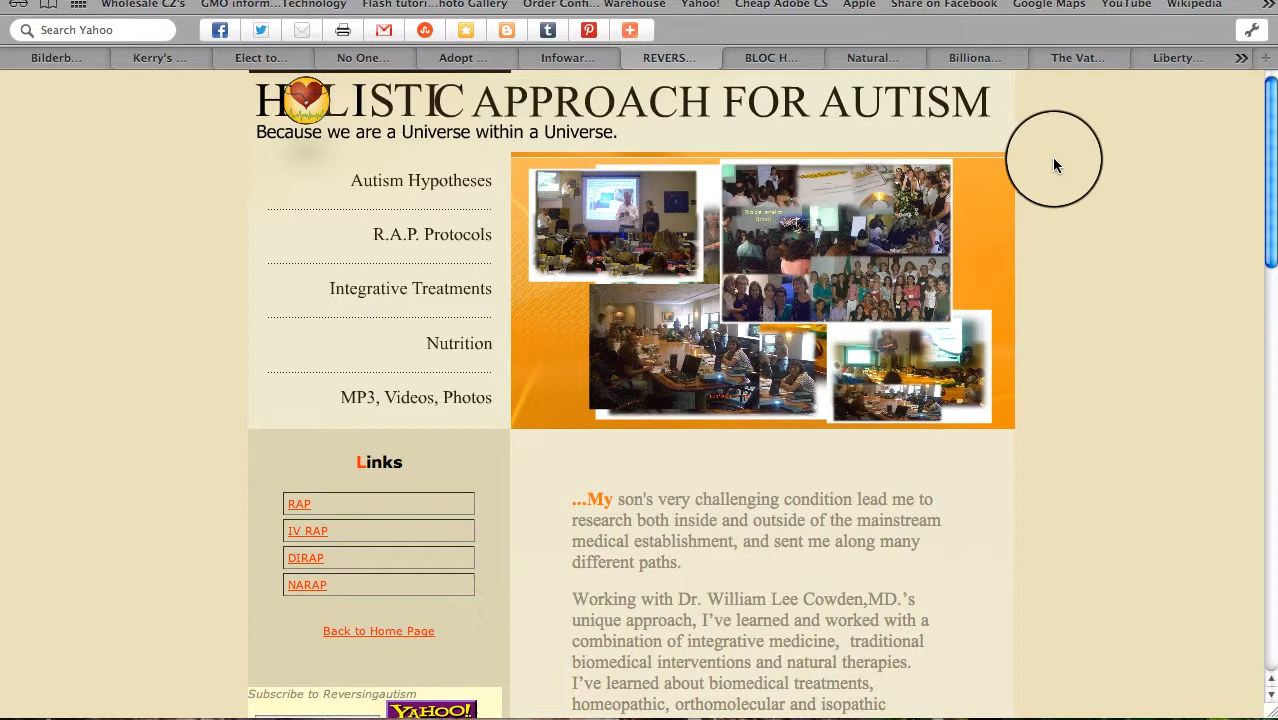 Wholesale CZ's GMO inform...Technology Flash tutori...hoto Gallery Order Conf... Warehouse Yahoo! Cheap Adobe CS Apple Share on Facebook Google Maps YouTube Wikipedia
Search Yahoo
Bilderb... Kerry's ... Elect to... No One... Adopt ... Infowar... REVERS... BLOC H... Natural... Billiona... The Vat... Liberty...
HOLISTIC APPROACH FOR AUTISM
Because we are a Universe within a Universe.
Autism Hypotheses
R.A.P. Protocols
Integrative Treatments
Nutrition
MP3, Videos, Photos
Links
RAP
IV RAP
DIRAP
NARAP
Back to Home Page
Subscribe to Reversingautism
YAHOO!
...My son's very challenging condition lead me to
research both inside and outside of the mainstream
medical establishment, and sent me along many
different paths.
Working with Dr. William Lee Cowden,MD.'s
unique approach, I've learned and worked with a
combination of integrative medicine, traditional
biomedical interventions and natural therapies.
I've learned about biomedical treatments,
homeopathic, orthomolecular and isopathic